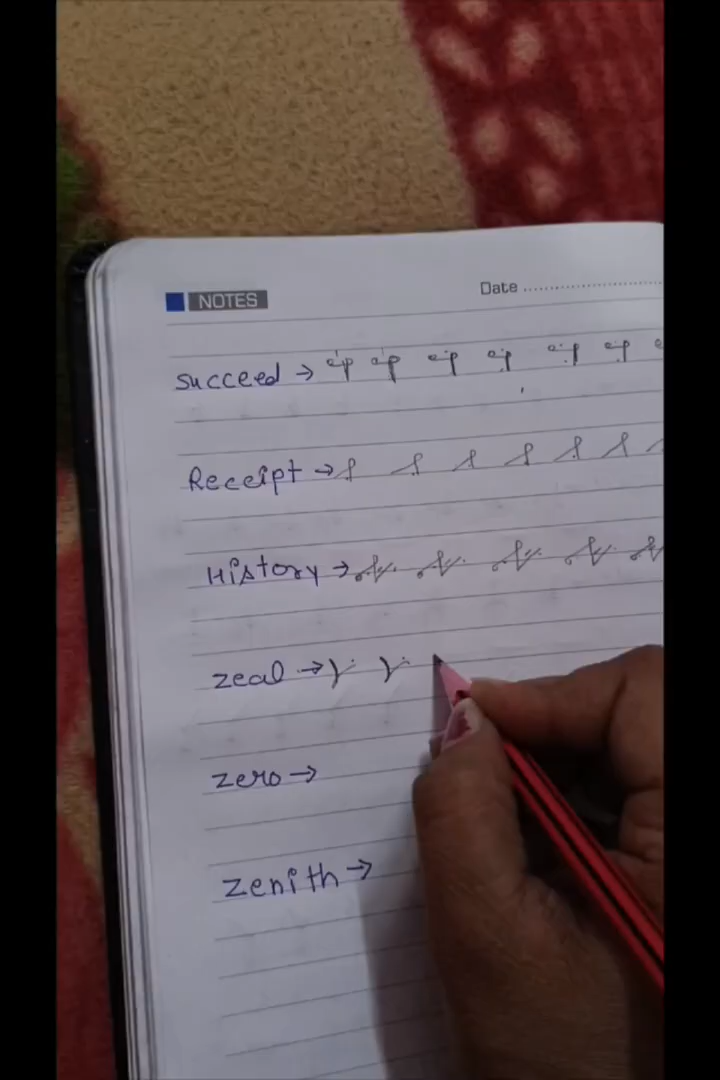 NOTES
Date
succeed →
Receipt →
History →
zeal →
zero →
zenith →